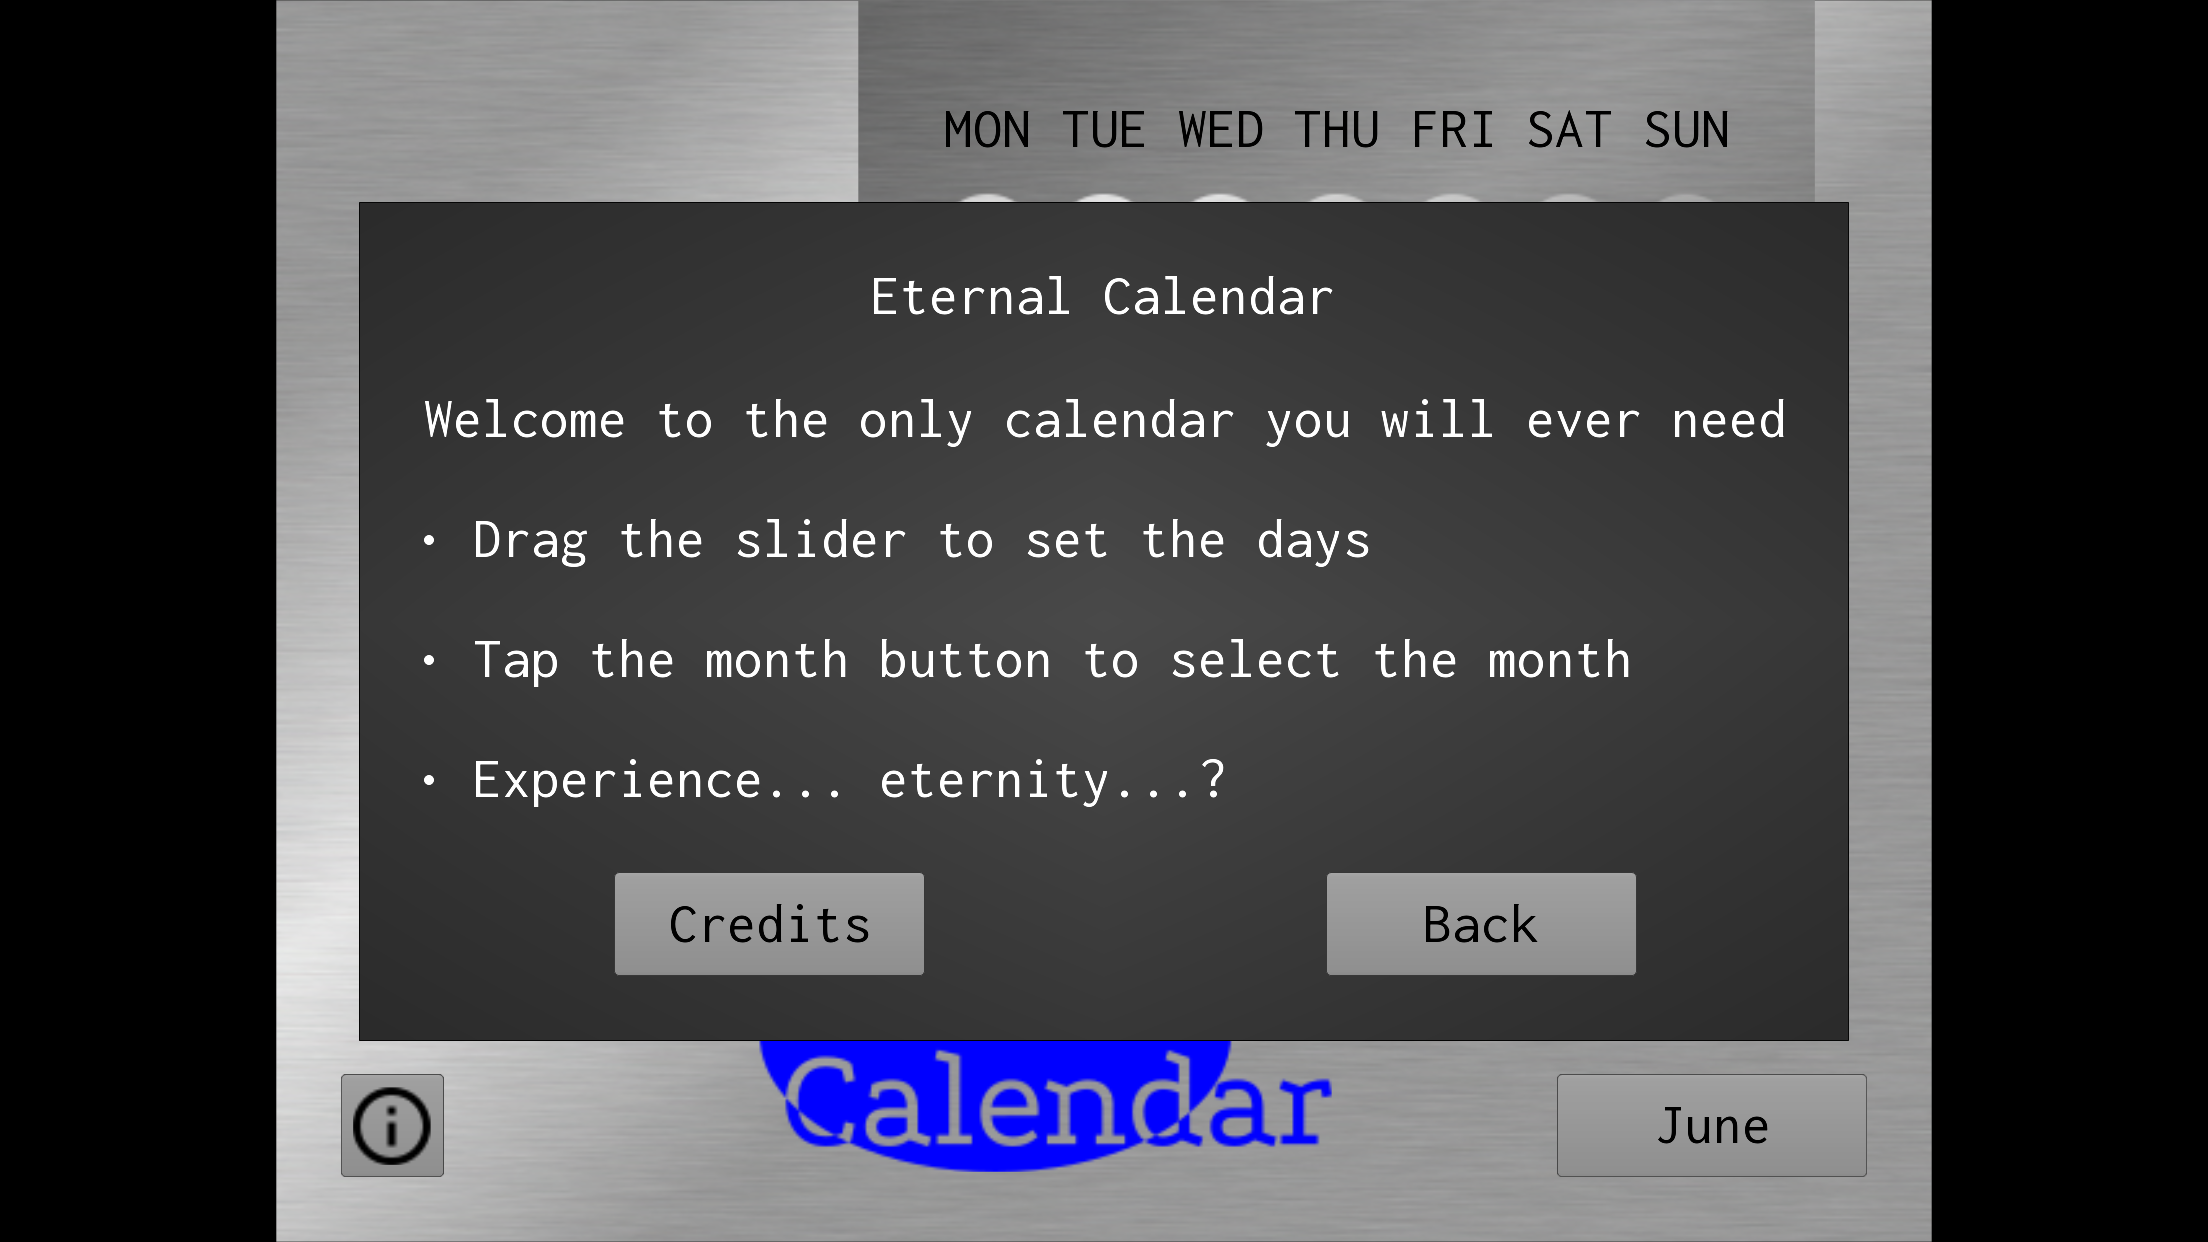 MON TUE WED THU FRI SAT SUN
Eternal Calendar
Welcome to the only calendar you will ever need
• Drag the slider to set the days
• Tap the month button to select the month
• Experience... eternity...?
Credits
Back
Calendar
June